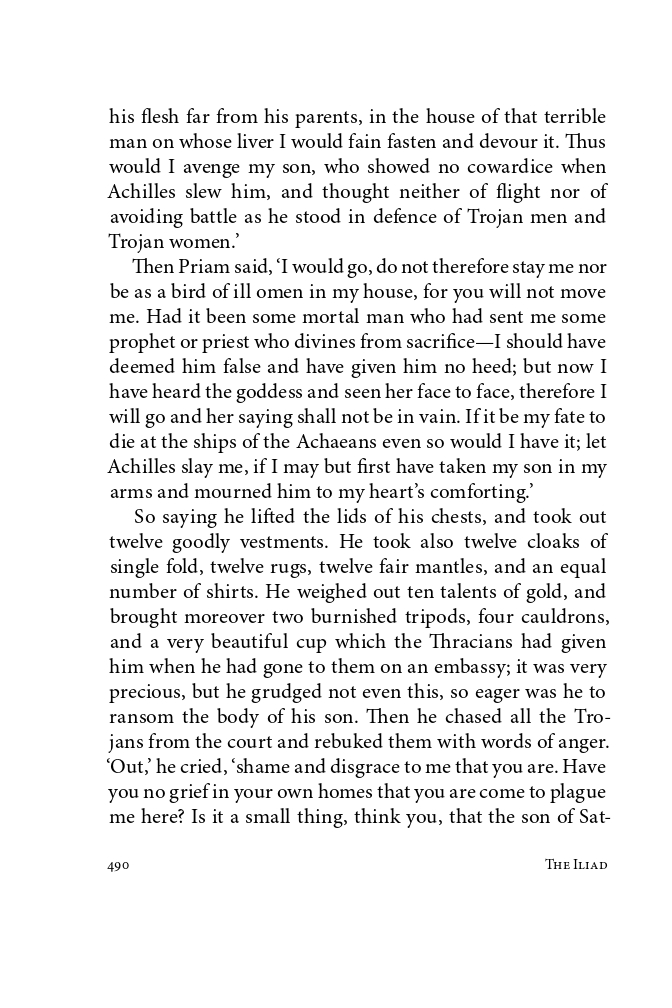 his flesh far from his parents, in the house of that terrible
man on whose liver I would fain fasten and devour it. Thus
would I avenge my son, who showed no cowardice when
Achilles slew him, and thought neither of flight nor of
avoiding battle as he stood in defence of Trojan men and
Trojan women.’
Then Priam said, ‘I would go, do not therefore stay me nor
be as a bird of ill omen in my house, for you will not move
me. Had it been some mortal man who had sent me some
prophet or priest who divines from sacrifice—I should have
deemed him false and have given him no heed; but now I
have heard the goddess and seen her face to face, therefore I
will go and her saying shall not be in vain. If it be my fate to
die at the ships of the Achaeans even so would I have it; let
Achilles slay me, if I may but first have taken my son in my
arms and mourned him to my heart’s comforting.’
So saying he lifted the lids of his chests, and took out
twelve goodly vestments. He took also twelve cloaks of
single fold, twelve rugs, twelve fair mantles, and an equal
number of shirts. He weighed out ten talents of gold, and
brought moreover two burnished tripods, four cauldrons,
and a very beautiful cup which the Thracians had given
him when he had gone to them on an embassy; it was very
precious, but he grudged not even this, so eager was he to
ransom the body of his son. Then he chased all the Tro-
jans from the court and rebuked them with words of anger.
‘Out,’ he cried, ‘shame and disgrace to me that you are. Have
you no grief in your own homes that you are come to plague
me here? Is it a small thing, think you, that the son of Sat-
490 The Iliad